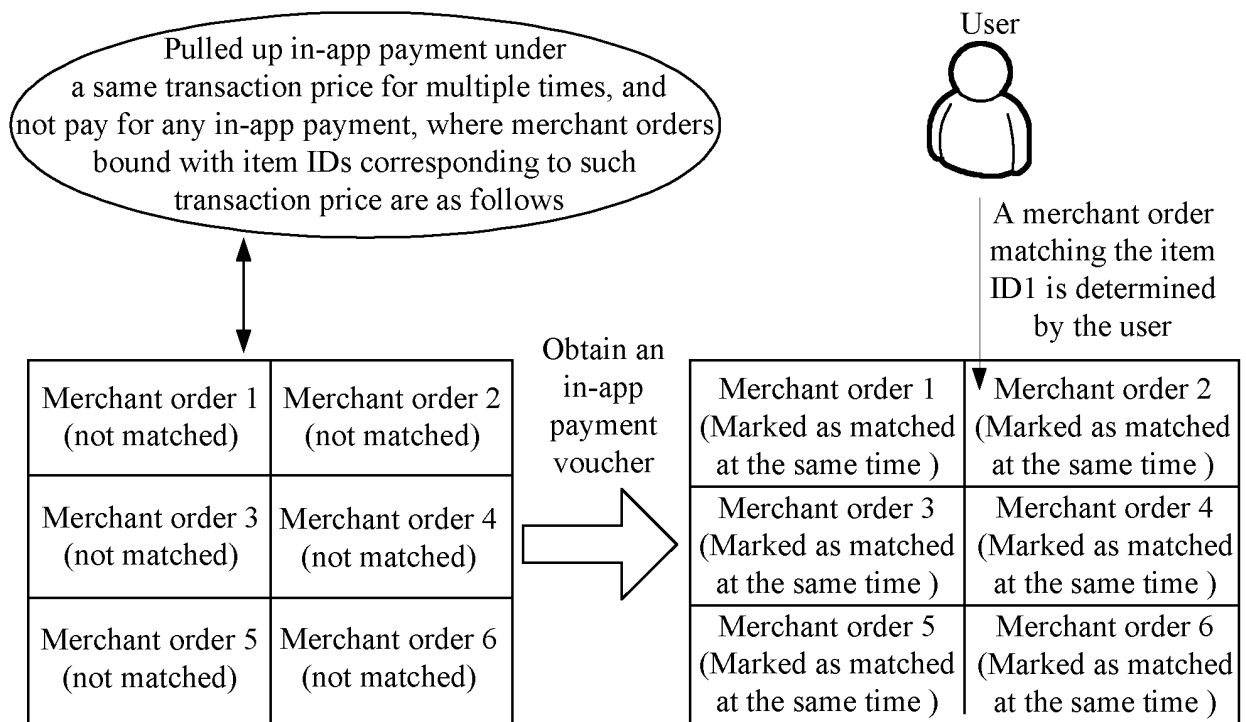 Pulled up in-app payment under
a same transaction price for multiple times, and
not pay for any in-app payment, where merchant orders
bound with item IDs corresponding to such
transaction price are as follows
User
A merchant order
matching the item
ID1 is determined
by the user
Merchant order 1
(not matched)
Merchant order 2
(not matched)
Merchant order 3
(not matched)
Merchant order 4
(not matched)
Merchant order 5
(not matched)
Merchant order 6
(not matched)
Obtain an
in-app
payment
voucher
Merchant order 1
(Marked as matched
at the same time )
Merchant order 2
(Marked as matched
at the same time )
Merchant order 3
(Marked as matched
at the same time )
Merchant order 4
(Marked as matched
at the same time )
Merchant order 5
(Marked as matched
at the same time )
Merchant order 6
(Marked as matched
at the same time )